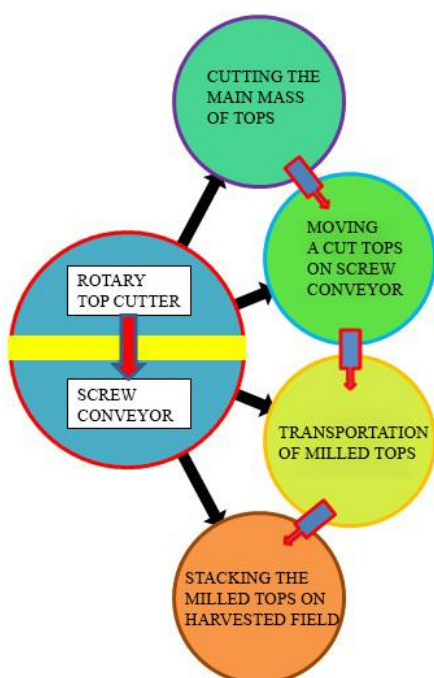 CUTTING THE
MAIN MASS
OF TOPS
MOVING
A CUT TOPS
ON SCREW
CONVEYOR
ROTARY
TOP CUTTER
SCREW
CONVEYOR
TRANSPORTATION
OF MILLED TOPS
STACKING THE
MILLED TOPS ON
HARVESTED FIELD